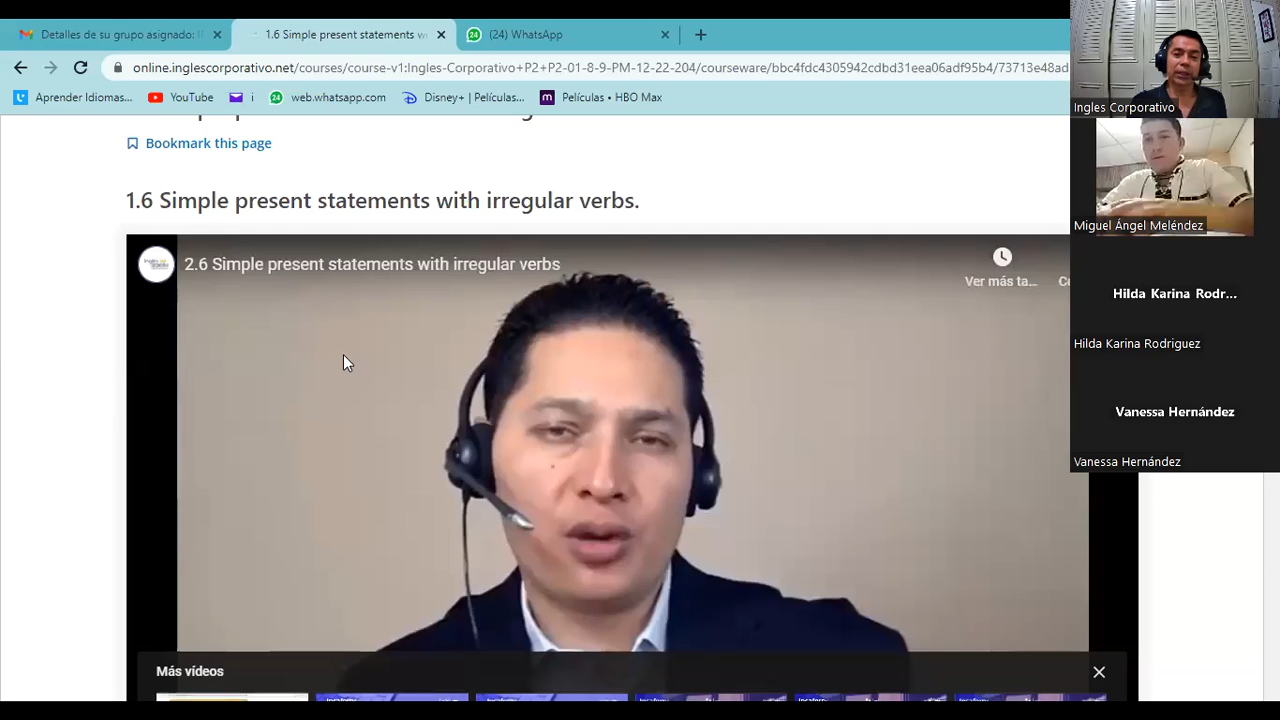 Detalles de su grupo asignado: I
1.6 Simple present statements w
(24) WhatsApp
online.inglescorporativo.net/courses/course-v1:Ingles-C
+P2+P2-01-8-9-PM-12-22-204/courseware/bbc4fdc4305942cdbd31eea06adf95b4/73713e48ad
Aprender Idiomas...
YouTube
i
web.whatsapp.com
Disney+ | Películas...
Películas - HBO Max
Bookmark this page
1.6 Simple present statements with irregular verbs.
2.6 Simple present statements with irregular verbs
Ver más ta...
Más vídeos
Ingles Corporativo
Miguel Ángel Meléndez
Hilda Karina Rodr...
Hilda Karina Rodriguez
Vanessa Hernández
Vanessa Hernández